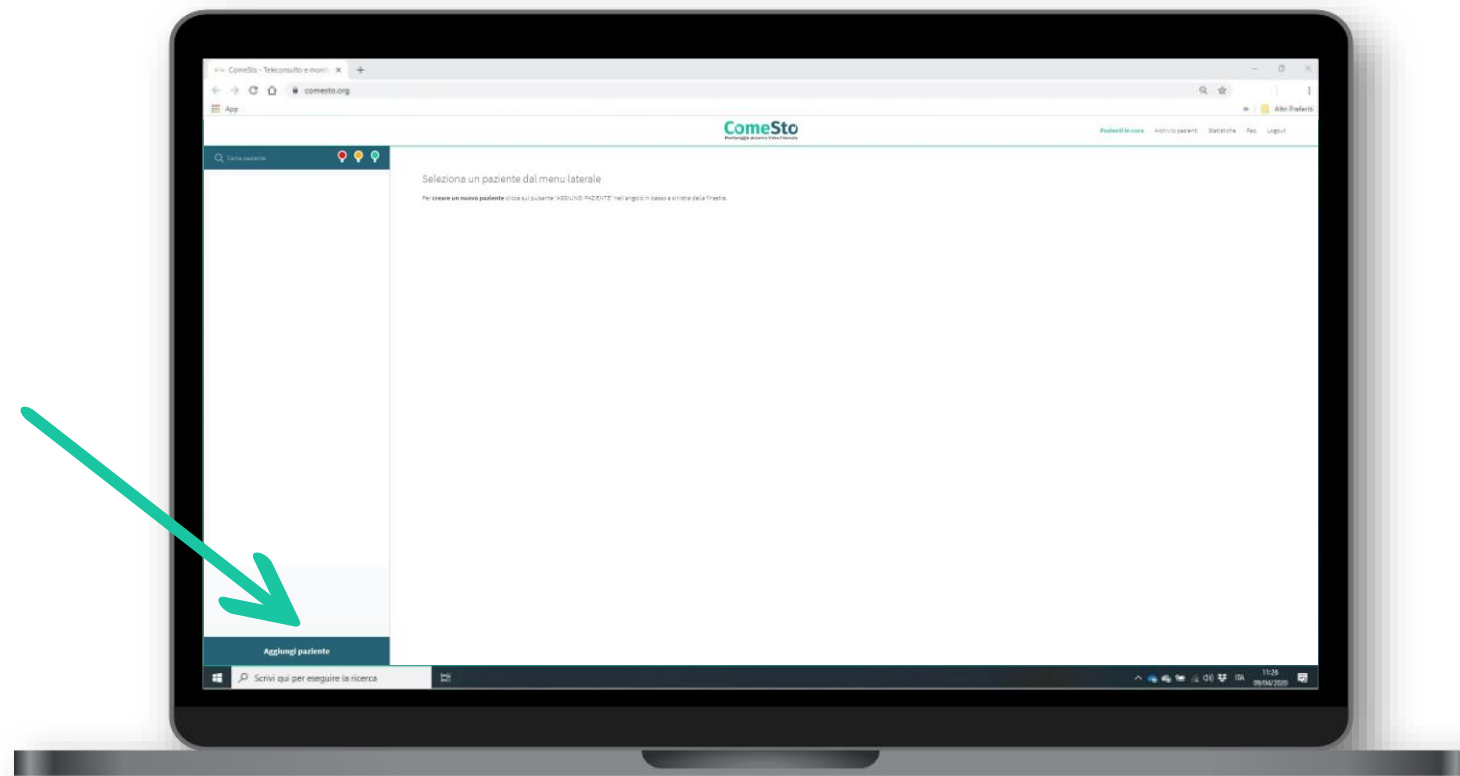 ComeSto - Teleconsulto e monit
comesto.org
App
Altri Preferiti
ComeSto
Pazienti in cura Archivio pazienti Statistiche Faq Logout
Cerca paziente
Seleziona un paziente dal menu laterale
Per creare un nuovo paziente clicca sul pulsante "AGGIUNGI PAZIENTE" nell'angolo in basso a sinistra della finestra.
Aggiungi paziente
Scrivi qui per eseguire la ricerca
ITA
11:26
09/04/2020